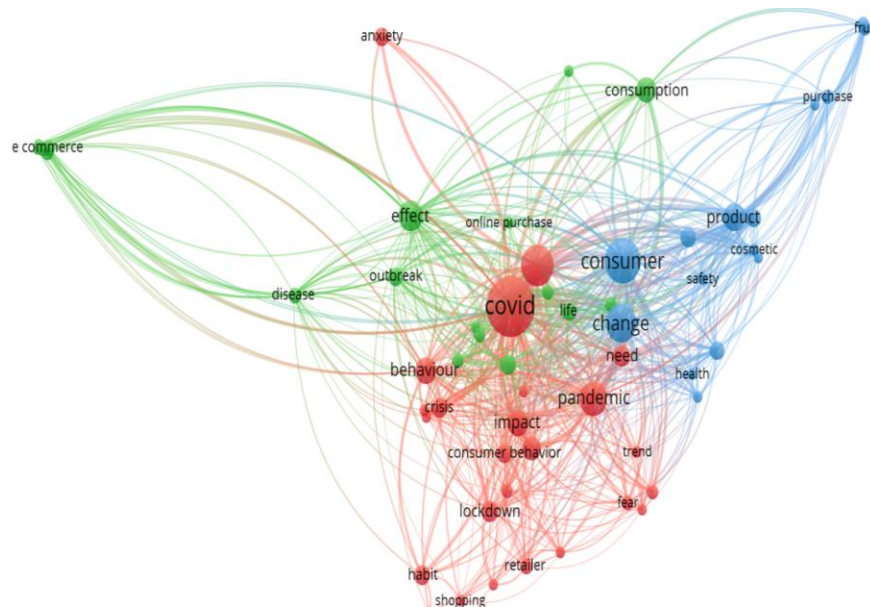 fru
anxiety
consumption
purchase
e commerce
effect
online purchase
product
cosmetic
consumer
outbreak
safety
disease
covid
life
change
need
behaviour
health
pandemic
crisis
impact
consumer behavior
trend
fear
lockdown
retailer
habit
shopping